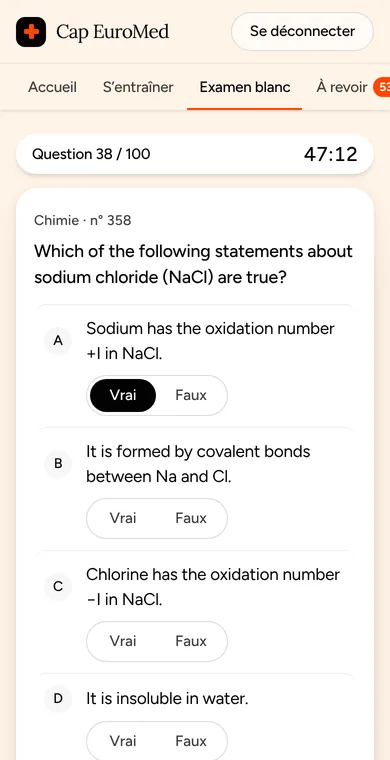 Cap EuroMed
Se déconnecter
Accueil
S'entraîner
Examen blanc
À revoir
Question 38 / 100
47:12
Chimie · n° 358
Which of the following statements about
sodium chloride (NaCl) are true?
A
Sodium has the oxidation number
+I in NaCl.
Vrai
Faux
B
It is formed by covalent bonds
between Na and Cl.
Vrai
Faux
C
Chlorine has the oxidation number
−I in NaCl.
Vrai
Faux
D
It is insoluble in water.
Vrai
Faux